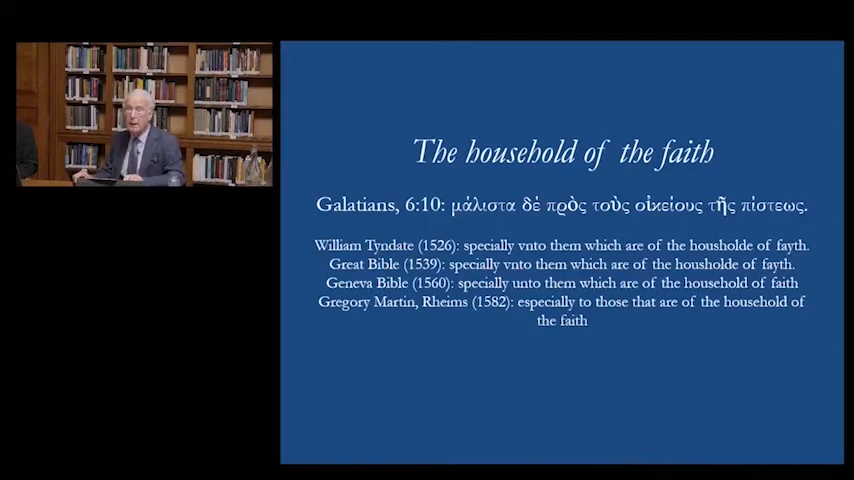 The household of the faith
Galatians, 6:10: μάλιστα δὲ πρὸς τοὺς οἰκείους τῆς πίστεως.
William Tyndate (1526): specially vnto them which are of the housholde of fayth.
Great Bible (1539): specially vnto them which are of the housholde of fayth.
Geneva Bible (1560): specially unto them which are of the household of faith
Gregory Martin, Rheims (1582): especially to those that are of the household of
the faith